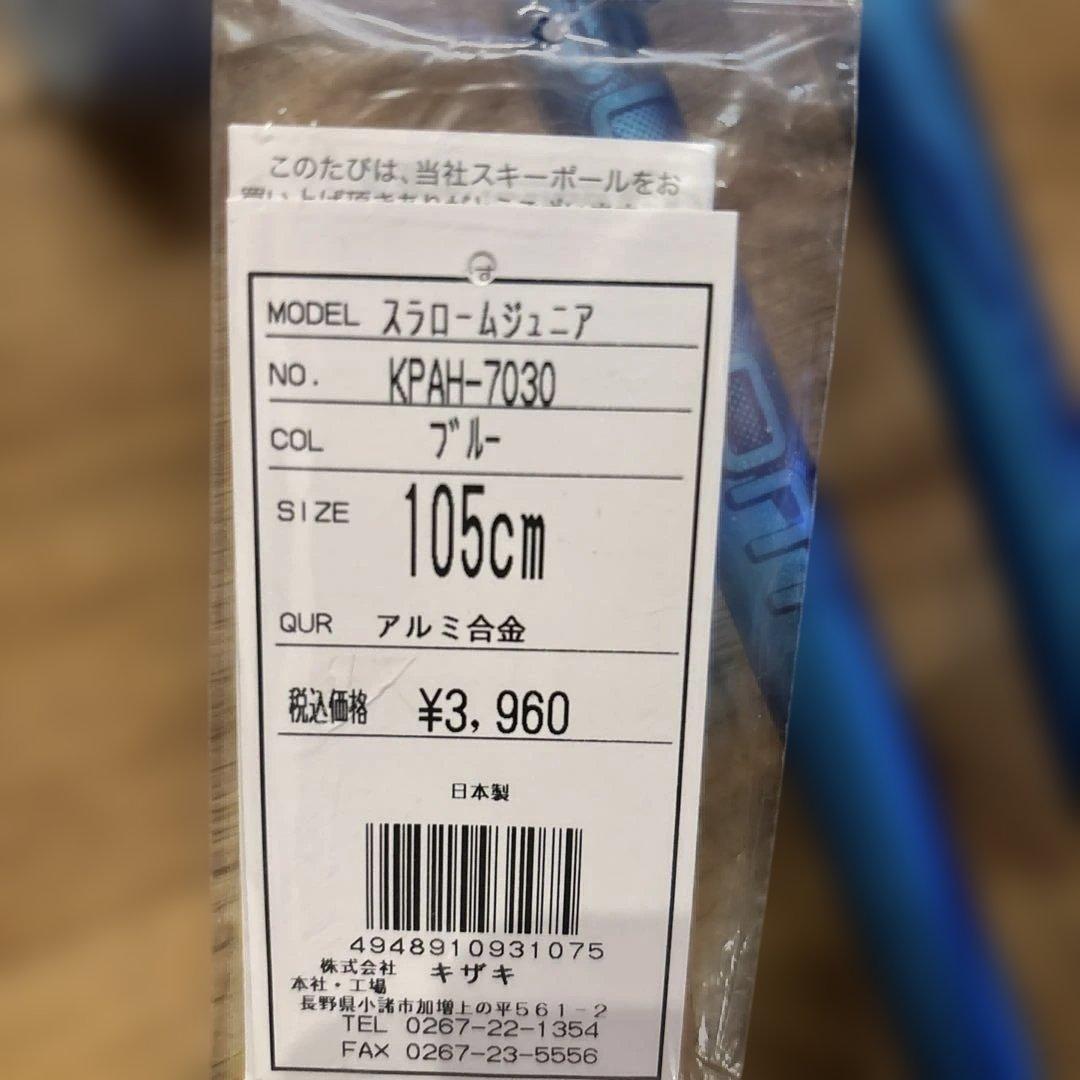 このたびは、当社スキーポールをお
MODEL スラロームジュニア
NO. KPAH-7030
COL ブルー
SIZE 105cm
QUR アルミ合金
税込価格 ¥3,960
日本製
4948910931075
株式会社 キザキ
本社・工場
長野県小諸市加増上の平561-2
TEL 0267-22-1354
FAX 0267-23-5556